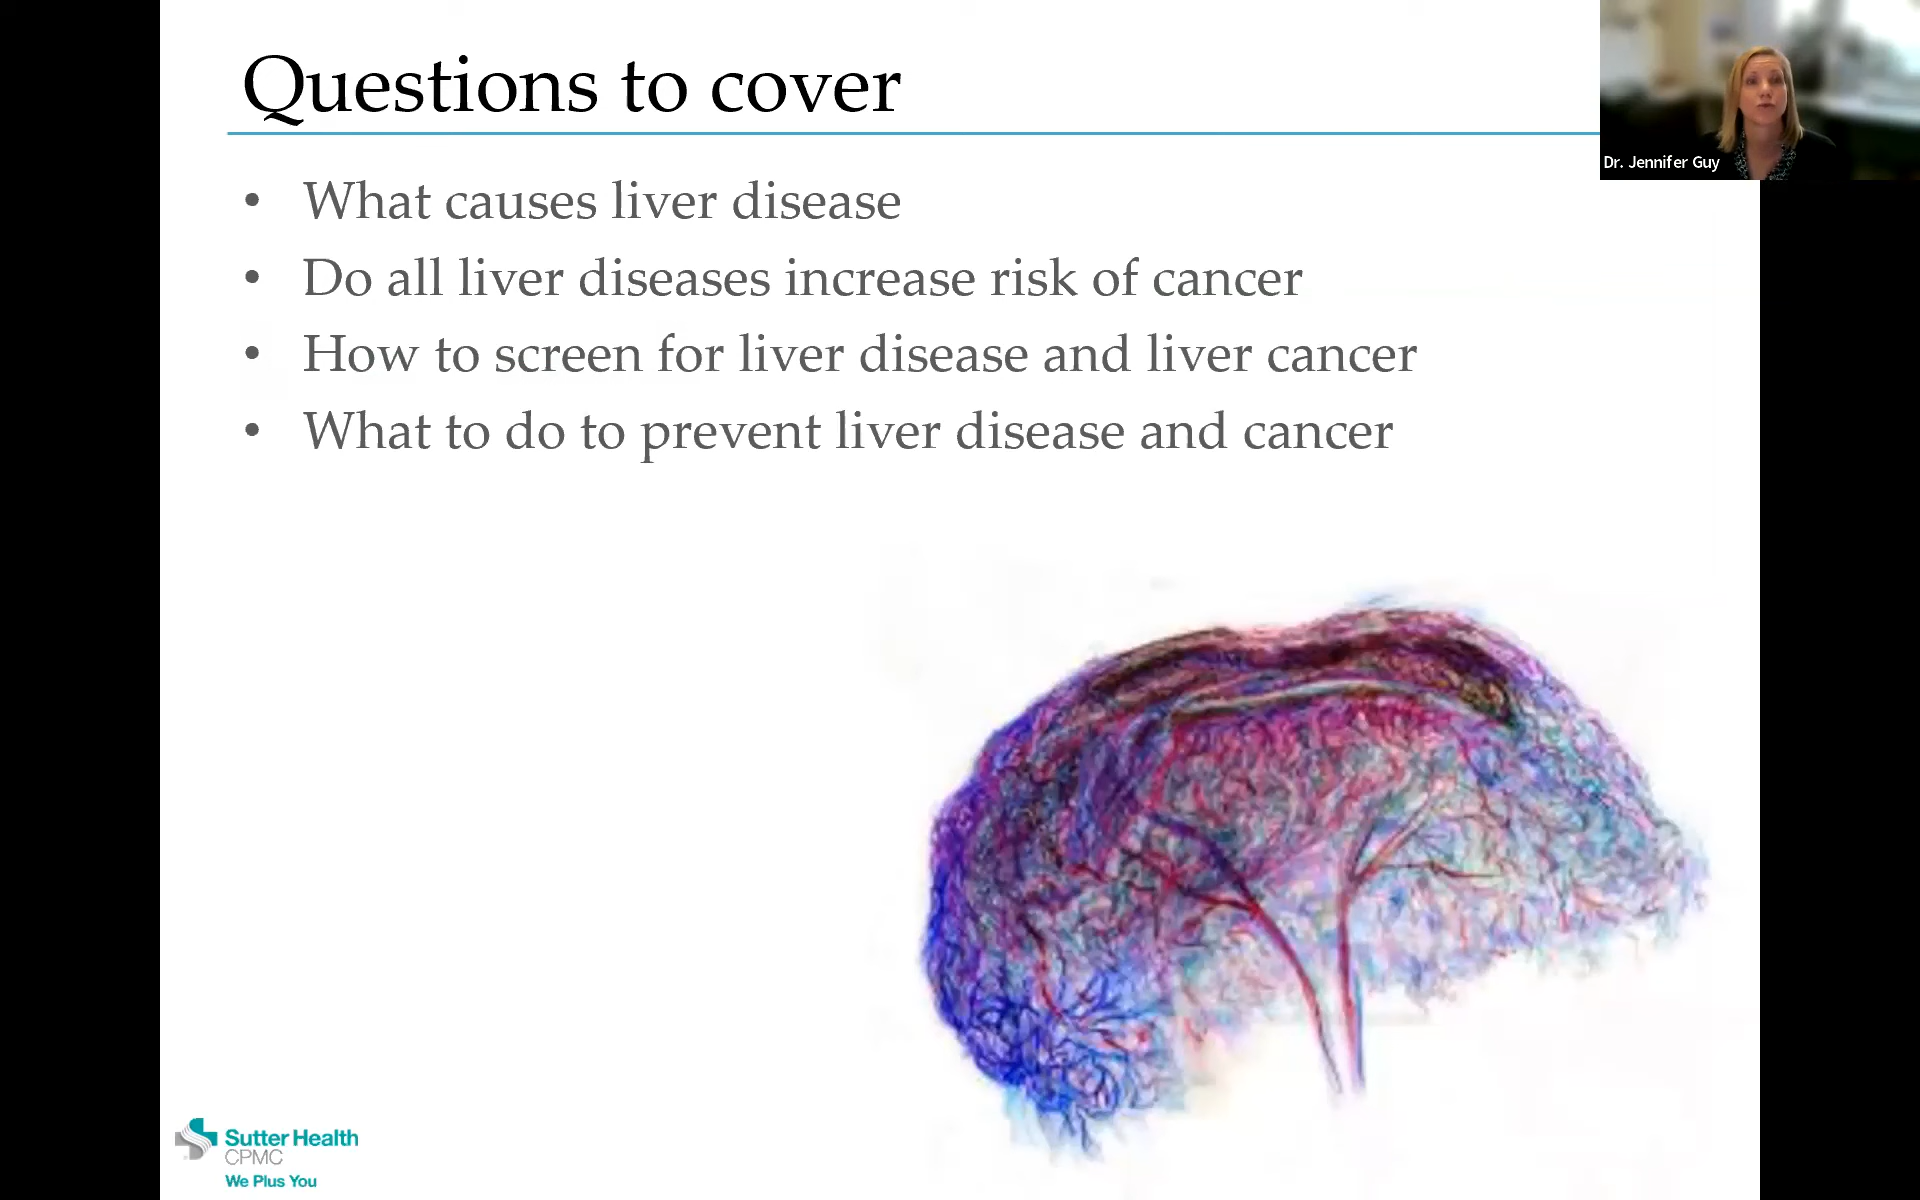 Questions to cover
• What causes liver disease
• Do all liver diseases increase risk of cancer
• How to screen for liver disease and liver cancer
• What to do to prevent liver disease and cancer
Dr. Jennifer Guy
Sutter Health
CPMC
We Plus You